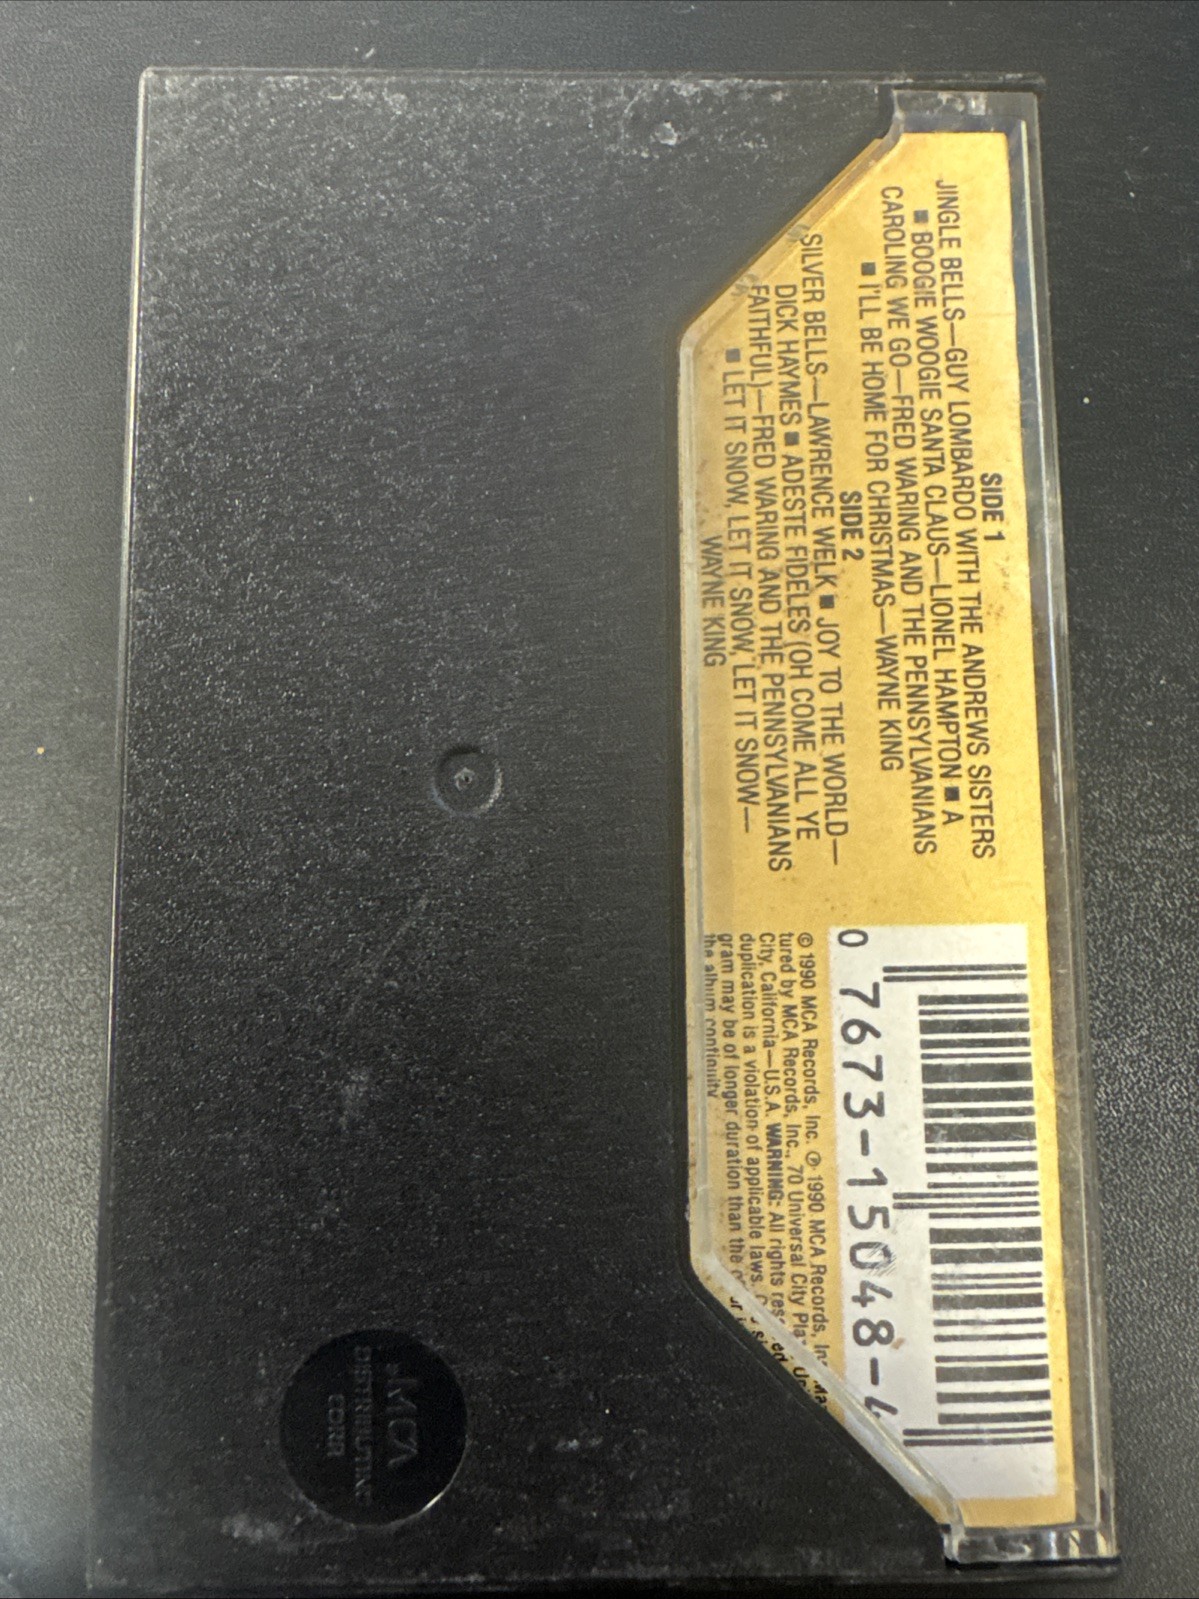 SIDE 1
JINGLE BELLS—GUY LOMBARDO WITH THE ANDREWS SISTERS
■ BOOGIE WOOGIE SANTA CLAUS—LIONEL HAMPTON ■ A
CAROLING WE GO—FRED WARING AND THE PENNSYLVANIANS
■ I'LL BE HOME FOR CHRISTMAS—WAYNE KING
SIDE 2
SILVER BELLS—LAWRENCE WELK ■ JOY TO THE WORLD—
DICK HAYMES ■ ADESTE FIDELES (OH COME ALL YE
FAITHFUL)—FRED WARING AND THE PENNSYLVANIANS
■ LET IT SNOW, LET IT SNOW, LET IT SNOW—
WAYNE KING
0 7673-15048-4
© 1990 MCA Records, Inc. ℗ 1990 MCA Records,
tured by MCA Records, Inc., 70 Universal City
City, California—U.S.A. WARNING: All rights
duplication is a violation of applicable laws.
gram may be of longer duration than the
the album continuity
MCA
DISTRIBUTING
CORP.